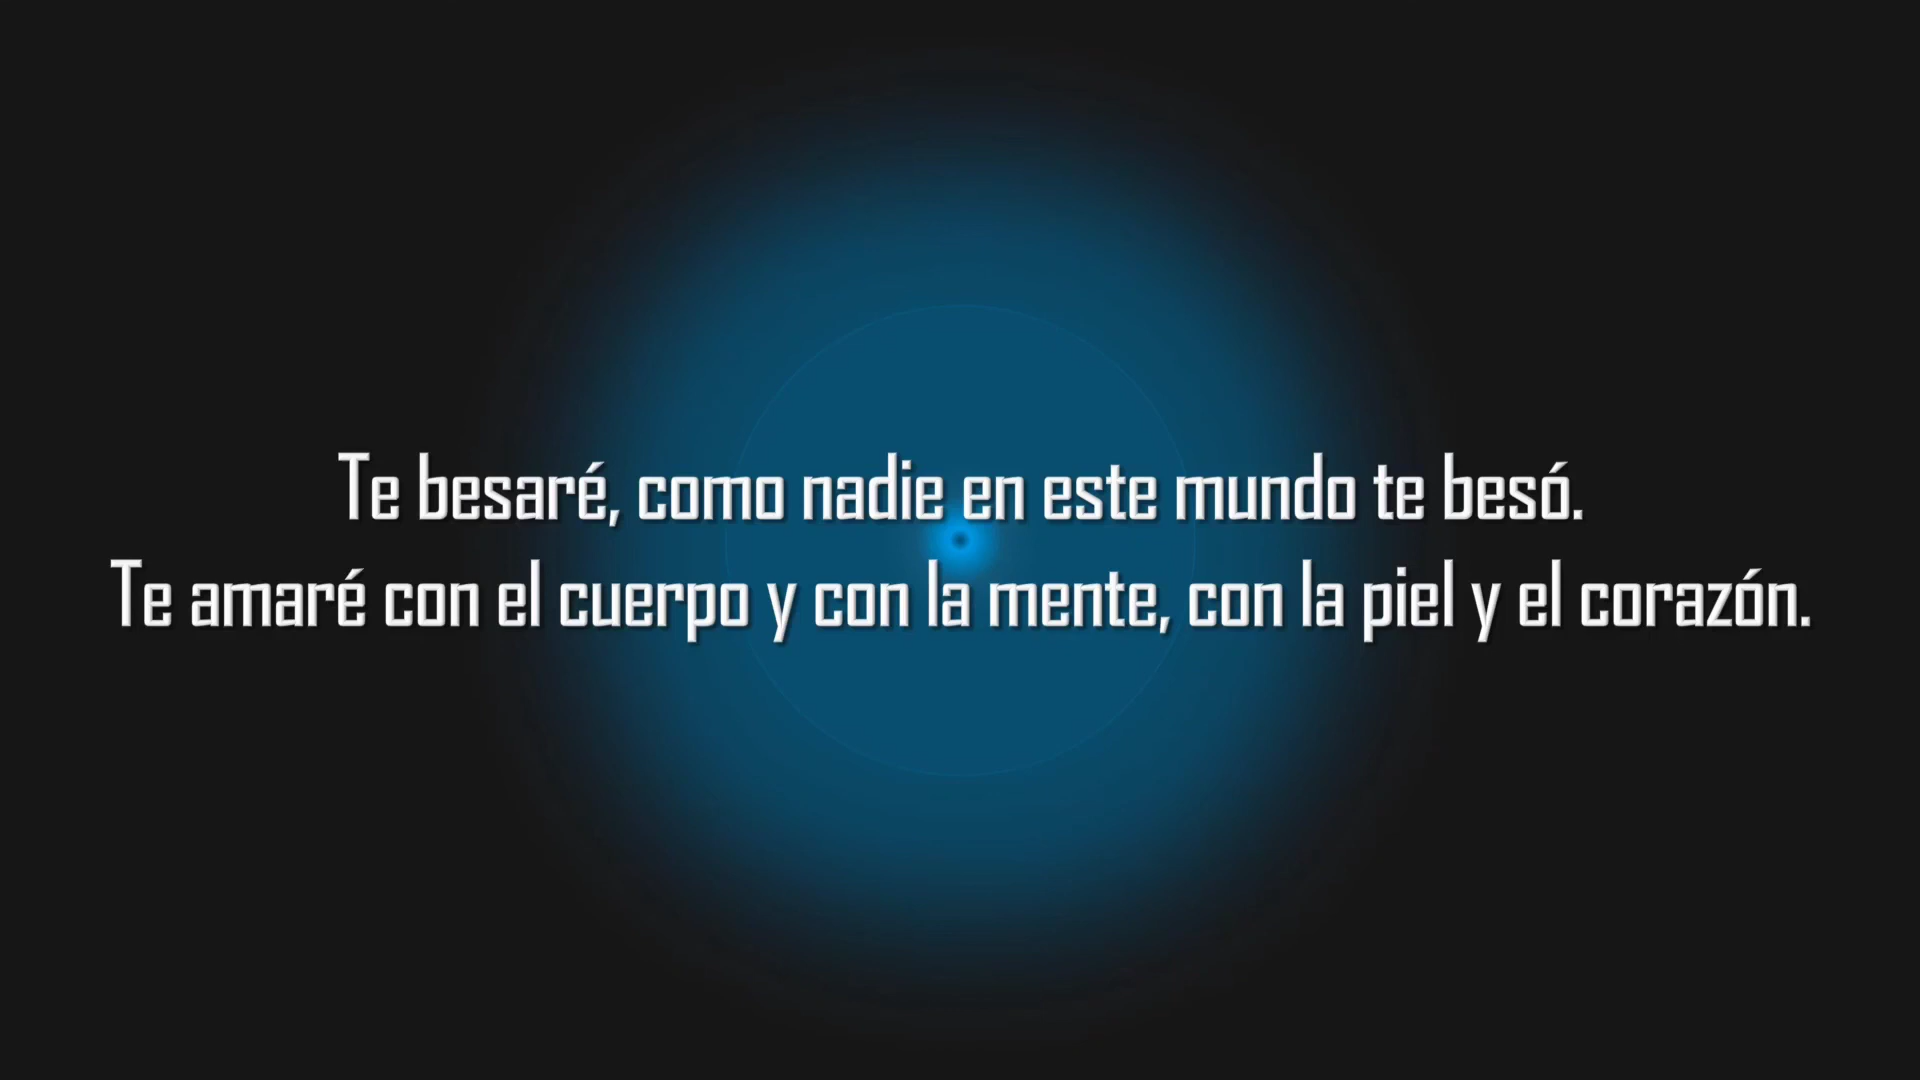 Te besaré, como nadie en este mundo te besó.
Te amaré con el cuerpo y con la mente, con la piel y el corazón.